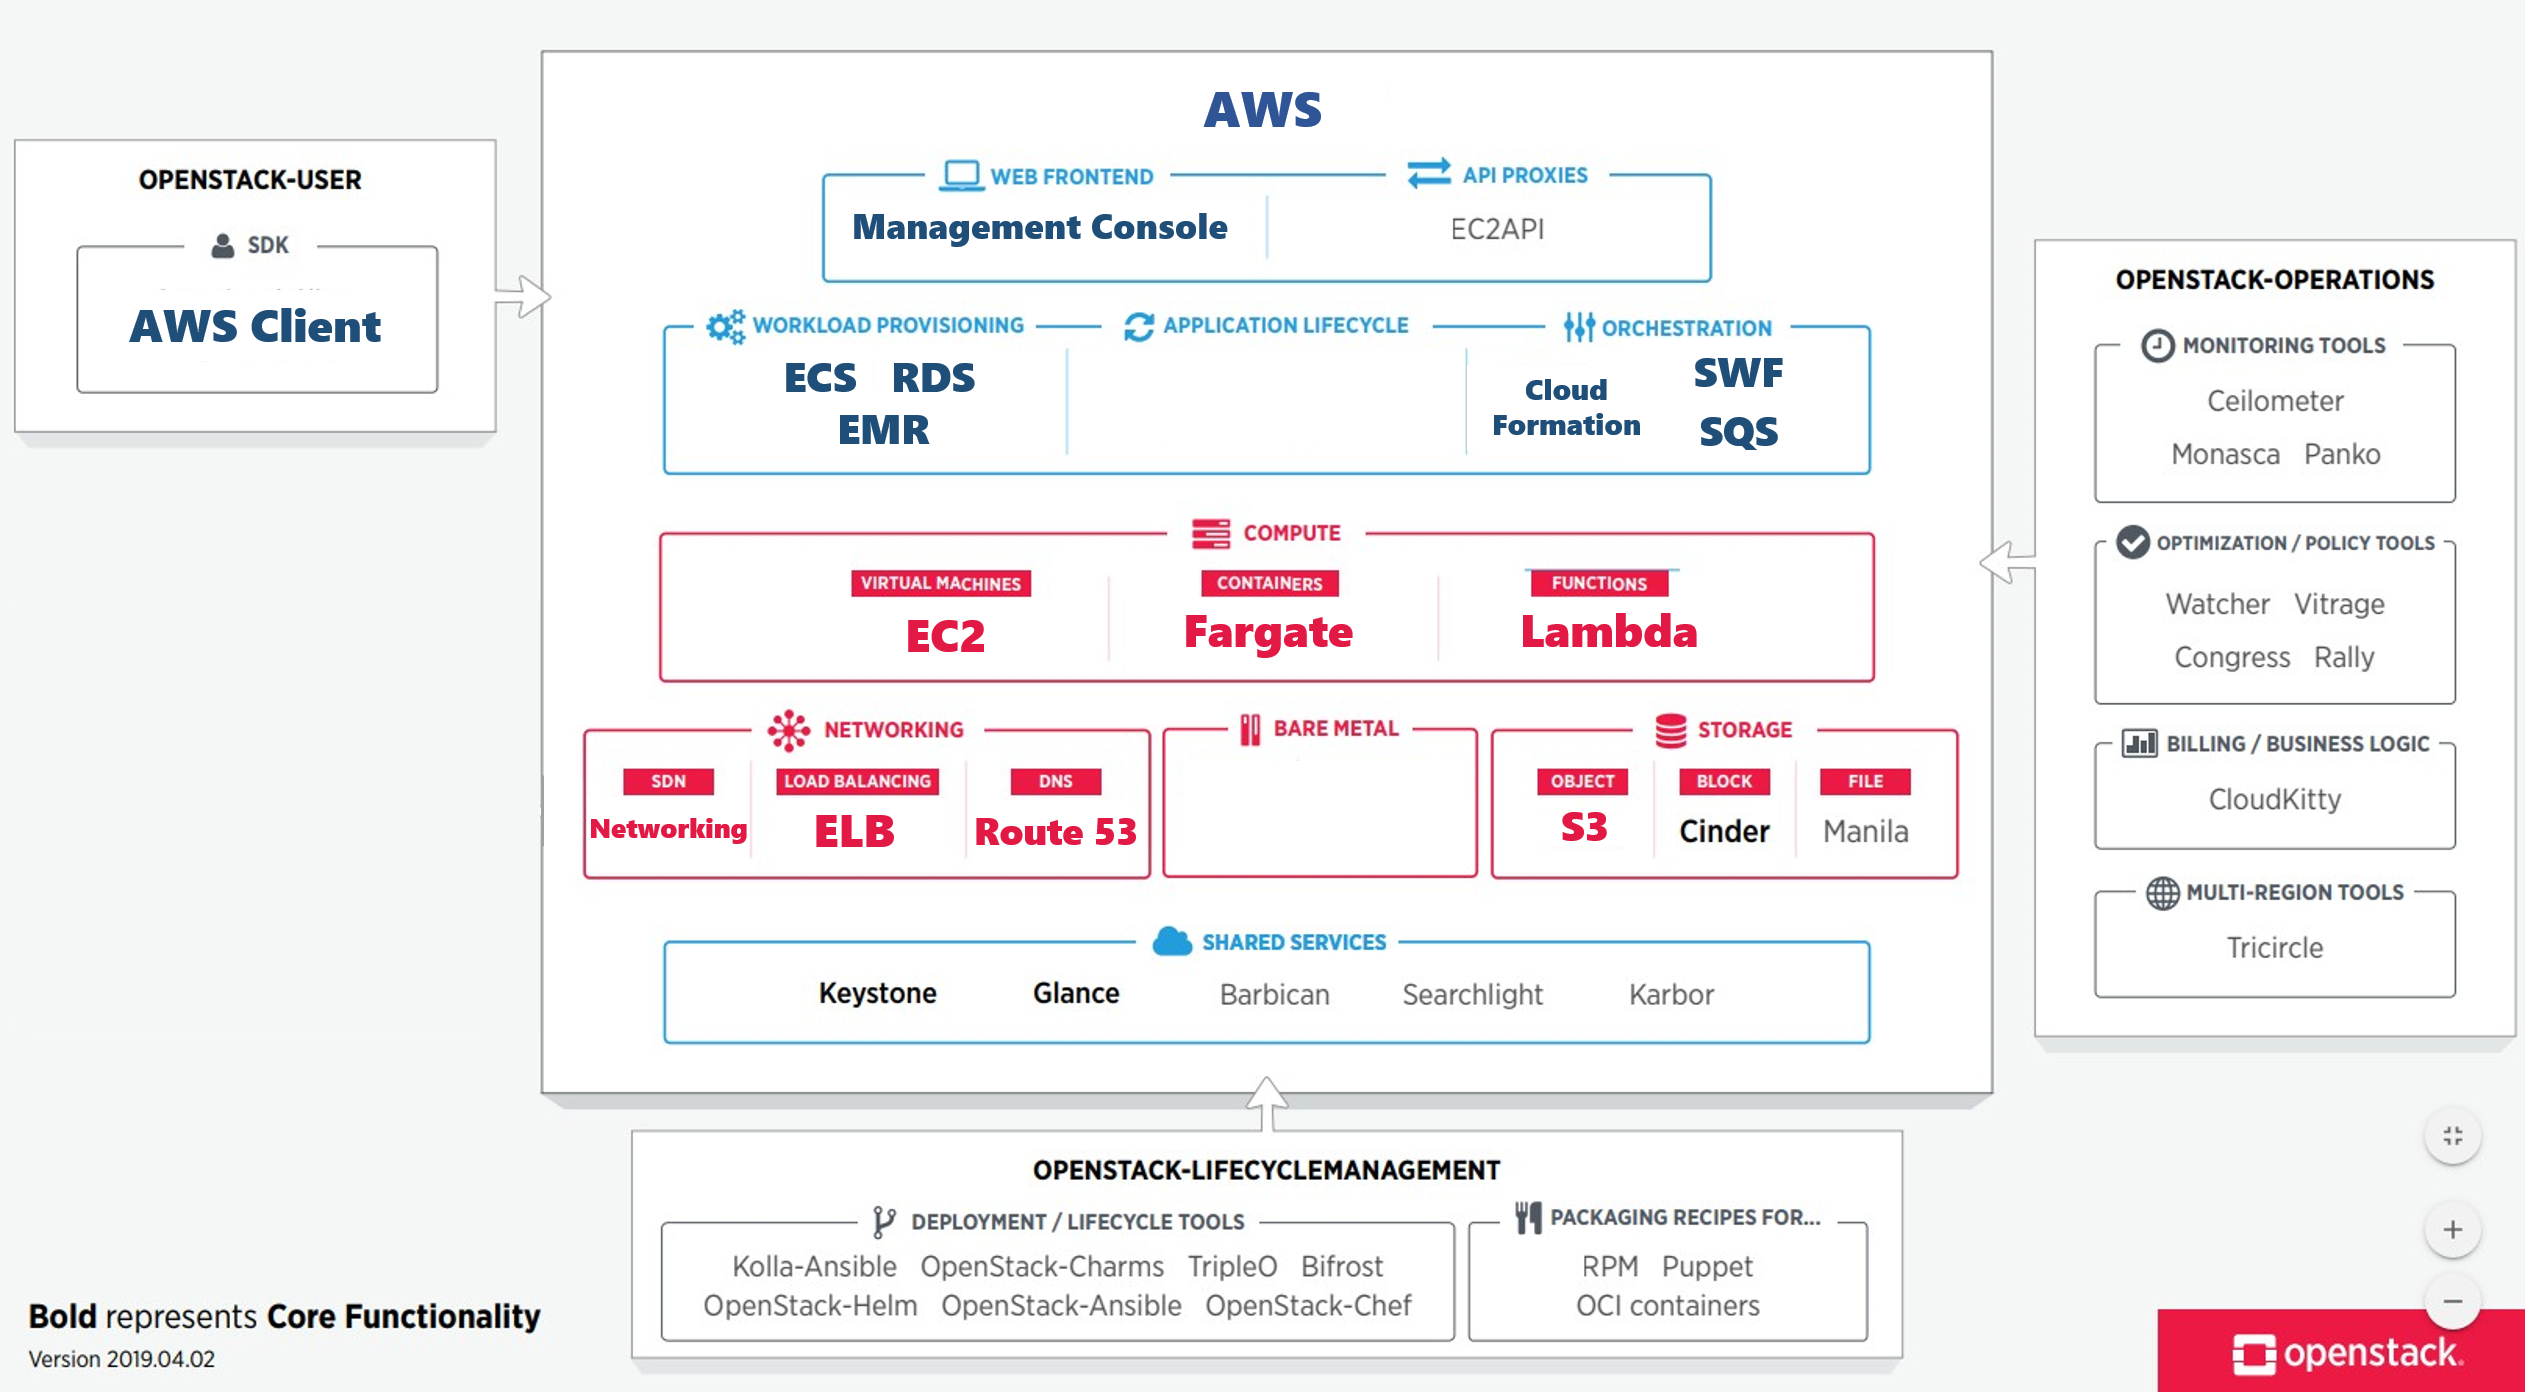 AWS
OPENSTACK-USER
SDK
AWS Client
WEB FRONTEND
Management Console
API PROXIES
EC2API
WORKLOAD PROVISIONING
ECS RDS
EMR
APPLICATION LIFECYCLE
ORCHESTRATION
Cloud
Formation
SWF
SQS
COMPUTE
VIRTUAL MACHINES
EC2
CONTAINERS
Fargate
FUNCTIONS
Lambda
NETWORKING
SDN
Networking
LOAD BALANCING
ELB
DNS
Route 53
BARE METAL
STORAGE
OBJECT
S3
BLOCK
Cinder
FILE
Manila
SHARED SERVICES
Keystone Glance Barbican Searchlight Karbor
OPENSTACK-OPERATIONS
MONITORING TOOLS
Ceilometer
Monasca Panko
OPTIMIZATION / POLICY TOOLS
Watcher Vitrage
Congress Rally
BILLING / BUSINESS LOGIC
CloudKitty
MULTI-REGION TOOLS
Tricircle
OPENSTACK-LIFECYCLEMANAGEMENT
DEPLOYMENT / LIFECYCLE TOOLS
Kolla-Ansible OpenStack-Charms TripleO Bifrost
OpenStack-Helm OpenStack-Ansible OpenStack-Chef
PACKAGING RECIPES FOR...
RPM Puppet
OCI containers
Bold represents Core Functionality
Version 2019.04.02
openstack.